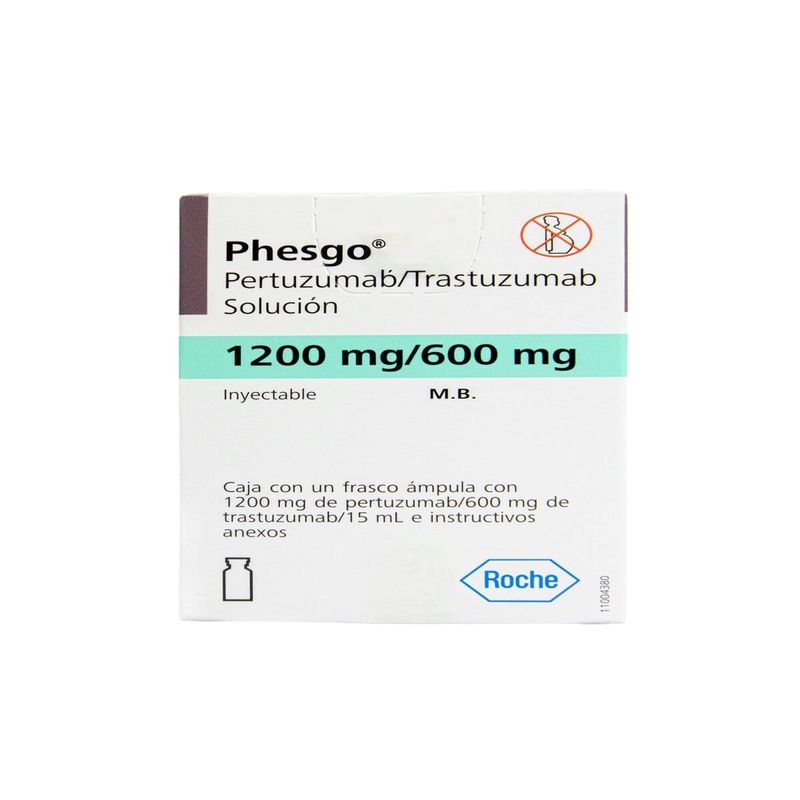 Phesgo®
Pertuzumab/Trastuzumab
Solución
1200 mg/600 mg
Inyectable M.B.
Caja con un frasco ámpula con
1200 mg de pertuzumab/600 mg de
trastuzumab/15 mL e instructivos
anexos
Roche
11004380